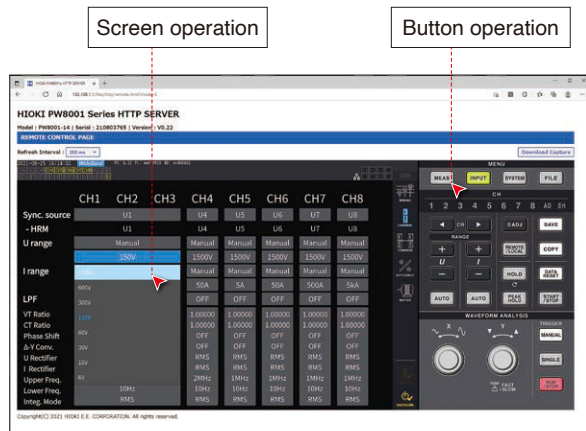 Screen operation
Button operation
HIOKI PW8001 Series HTTP SERVER
Model : PW8001-14 | Serial : 210803765 | Version : V0.22
REMOTE CONTROL PAGE
Refresh Interval : 200 ms
Download Capture
MENU
MEAS INPUT SYSTEM FILE
CH
1 2 3 4 5 6 7 8 AD EH
CH1 CH2 CH3 CH4 CH5 CH6 CH7 CH8
Sync. source U1 U4 U5 U6 U7 U8
- HRM U1 U4 U5 U6 U7 U8
U range Manual Manual Manual Manual Manual Manual
150V 1500V 1500V 1500V 1500V 1500V
I range Manual Manual Manual Manual Manual
600V 50A 5A 50A 500A 5kA
300V
LPF OFF OFF OFF OFF OFF
150V
VT Ratio 1.00000 1.00000 1.00000 1.00000 1.00000
CT Ratio 1.00000 1.00000 1.00000 1.00000 1.00000
Phase Shift 60V OFF OFF OFF OFF OFF
Δ-Y Conv. 30V OFF OFF OFF OFF OFF
U Rectifier 15V RMS RMS RMS RMS RMS
I Rectifier RMS RMS RMS RMS RMS
Upper Freq. 6V 2MHz 1MHz 1MHz 1MHz 1MHz
Lower Freq. 10Hz 10Hz 10Hz 10Hz 10Hz 10Hz
Integ. Mode RMS RMS RMS RMS RMS RMS
CH 0 ADJ SAVE
RANGE
U I
REMOTE /LOCAL COPY
HOLD DATA RESET
AUTO AUTO PEAK HOLD START /STOP
WAVEFORM ANALYSIS
X Y
TRIGGER
MANUAL
SINGLE
RUN /STOP
PUSH FAST /SLOW
Copyright(C) 2021 HIOKI E.E. CORPORATION. All rights reserved.